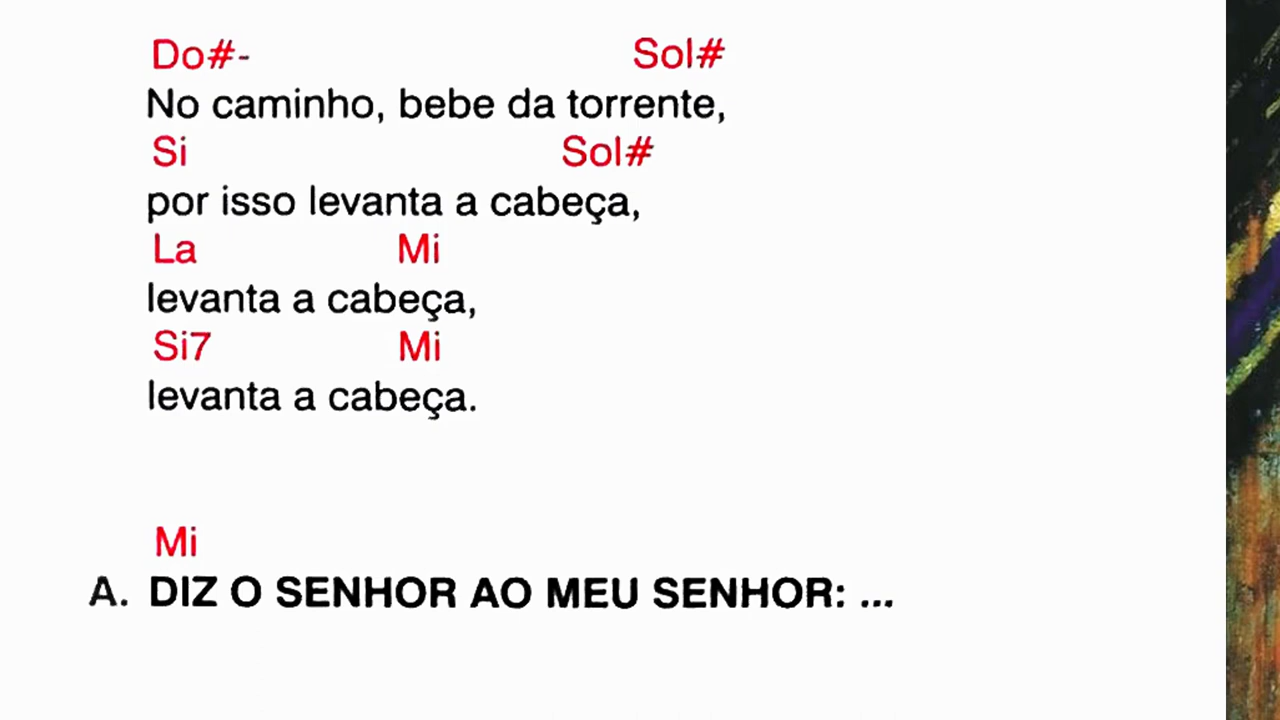 Do#- Sol#
No caminho, bebe da torrente,
Si Sol#
por isso levanta a cabeça,
La Mi
levanta a cabeça,
Si7 Mi
levanta a cabeça.
Mi
A. DIZ O SENHOR AO MEU SENHOR: ...